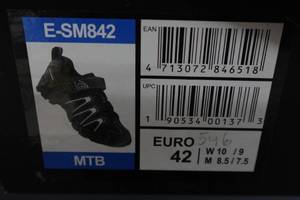 E-SM842
MTB
EAN
4 713072 846518
UPC
1 90534 00137 3
EURO 546
42
W 10 / 9
M 8.5 / 7.5